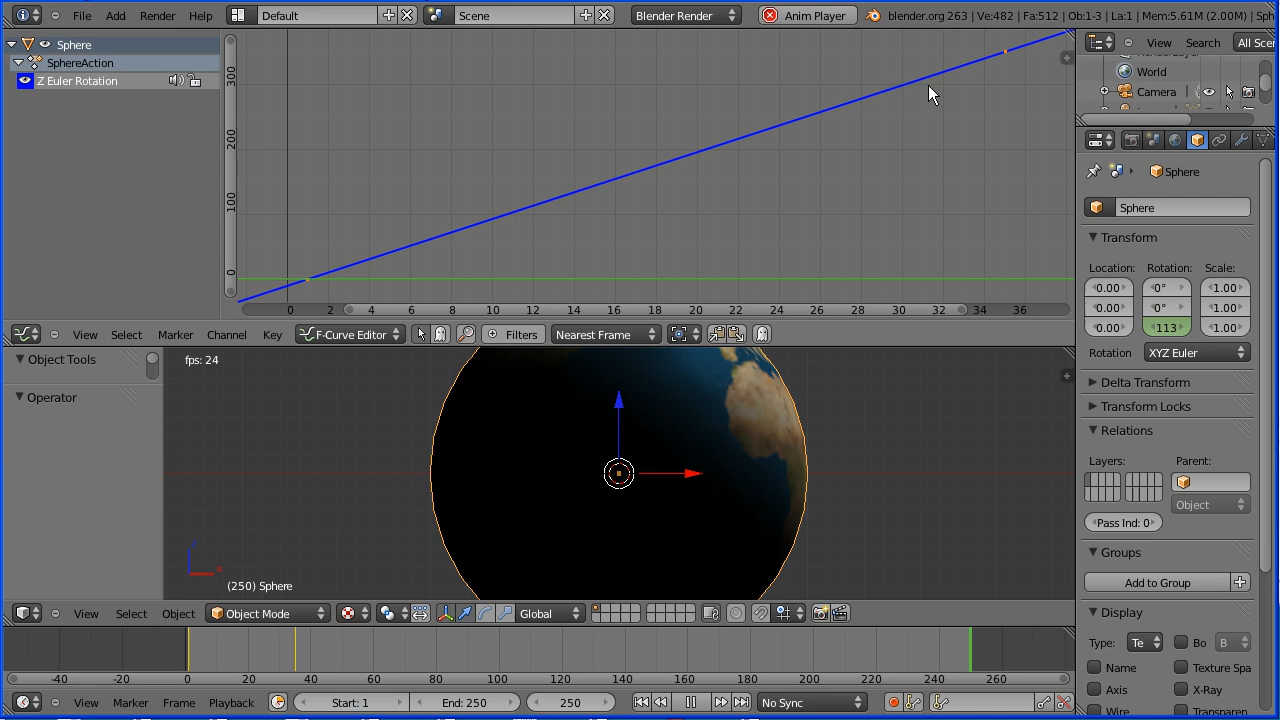 File Add Render Help Default Scene Blender Render Anim Player blender.org 263 | Ve:482 | Fa:512 | Ob:1-3 | La:1 | Mem:5.61M (2.00M) | Sph
Sphere
SphereAction
Z Euler Rotation
300
200
100
0
0 2 4 6 8 10 12 14 16 18 20 22 24 26 28 30 32 34 36
View Select Marker Channel Key F-Curve Editor Filters Nearest Frame
Object Tools
Operator
fps: 24
(250) Sphere
View Select Object Object Mode Global
-40 -20 0 20 40 60 80 100 120 140 160 180 200 220 240 260
View Marker Frame Playback Start: 1 End: 250 250 No Sync
View Search All Sce
World
Camera
Sphere
Sphere
Transform
Location: Rotation: Scale:
0.00 0° 1.00
0.00 0° 1.00
0.00 113 1.00
Rotation XYZ Euler
Delta Transform
Transform Locks
Relations
Layers: Parent:
Object
Pass Ind: 0
Groups
Add to Group
Display
Type: Te Bo B
Name Texture Spa
Axis X-Ray
Wire Transparen